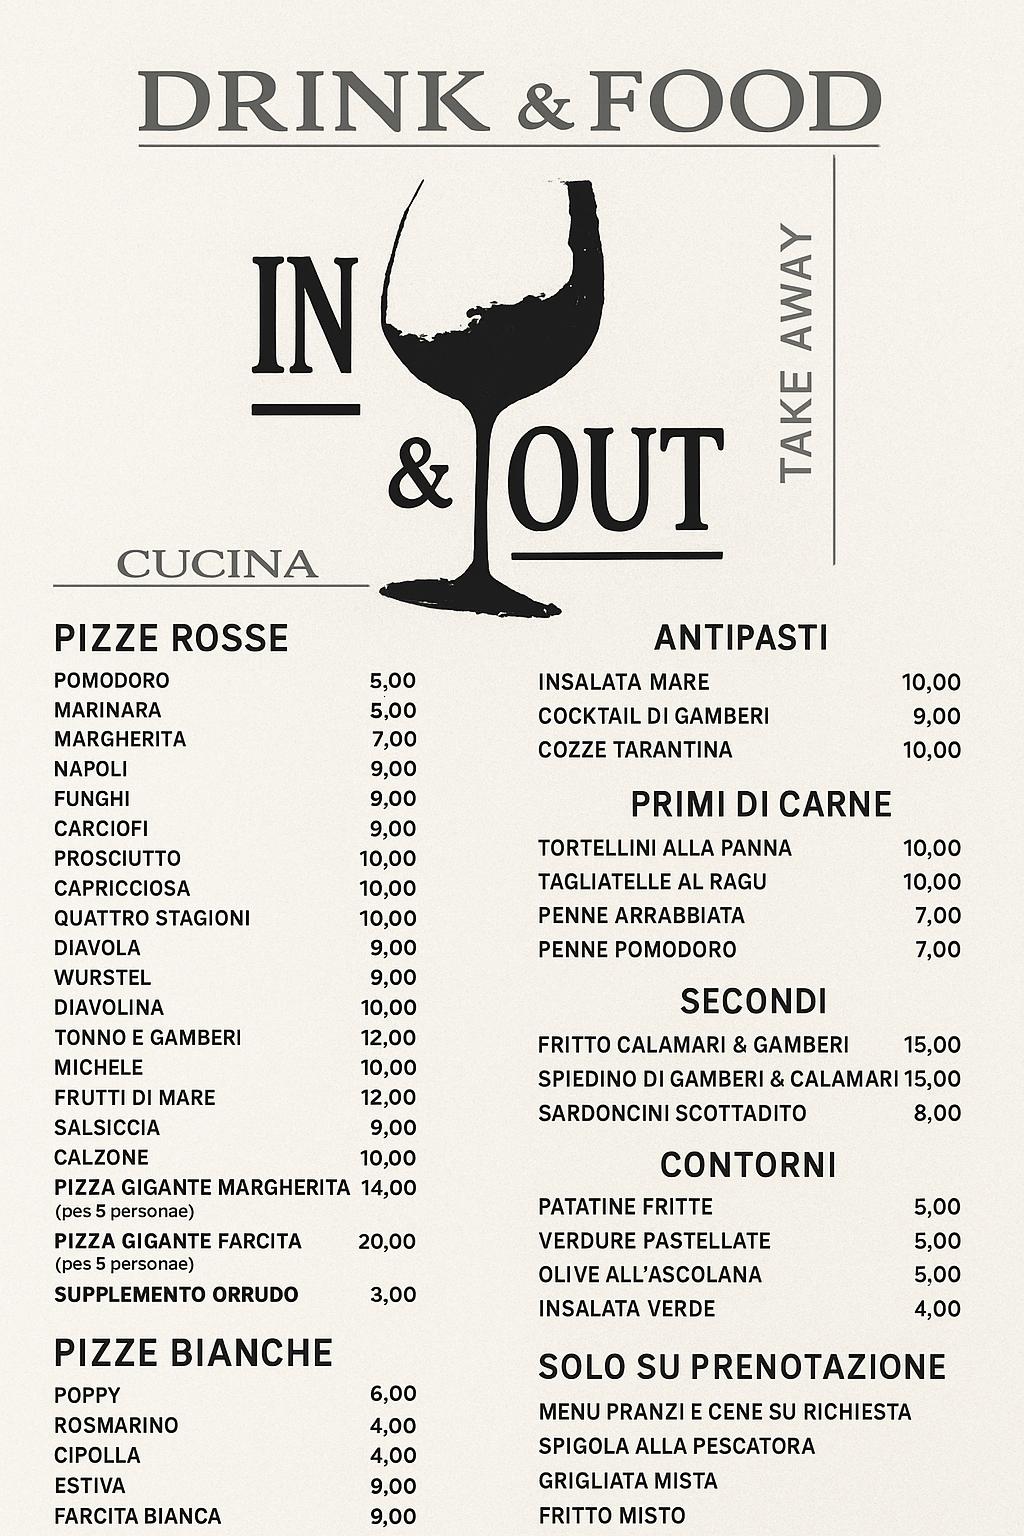 DRINK & FOOD
IN
& OUT
TAKE AWAY
CUCINA
PIZZE ROSSE
POMODORO 5,00
MARINARA 5,00
MARGHERITA 7,00
NAPOLI 9,00
FUNGHI 9,00
CARCIOFI 9,00
PROSCIUTTO 10,00
CAPRICCIOSA 10,00
QUATTRO STAGIONI 10,00
DIAVOLA 9,00
WURSTEL 9,00
DIAVOLINA 10,00
TONNO E GAMBERI 12,00
MICHELE 10,00
FRUTTI DI MARE 12,00
SALSICCIA 9,00
CALZONE 10,00
PIZZA GIGANTE MARGHERITA 14,00
(pes 5 personae)
PIZZA GIGANTE FARCITA 20,00
(pes 5 personae)
SUPPLEMENTO ORRUDO 3,00
PIZZE BIANCHE
POPPY 6,00
ROSMARINO 4,00
CIPOLLA 4,00
ESTIVA 9,00
FARCITA BIANCA 9,00
ANTIPASTI
INSALATA MARE 10,00
COCKTAIL DI GAMBERI 9,00
COZZE TARANTINA 10,00
PRIMI DI CARNE
TORTELLINI ALLA PANNA 10,00
TAGLIATELLE AL RAGU 10,00
PENNE ARRABBIATA 7,00
PENNE POMODORO 7,00
SECONDI
FRITTO CALAMARI & GAMBERI 15,00
SPIEDINO DI GAMBERI & CALAMARI 15,00
SARDONCINI SCOTTADITO 8,00
CONTORNI
PATATINE FRITTE 5,00
VERDURE PASTELLATE 5,00
OLIVE ALL'ASCOLANA 5,00
INSALATA VERDE 4,00
SOLO SU PRENOTAZIONE
MENU PRANZI E CENE SU RICHIESTA
SPIGOLA ALLA PESCATORA
GRIGLIATA MISTA
FRITTO MISTO